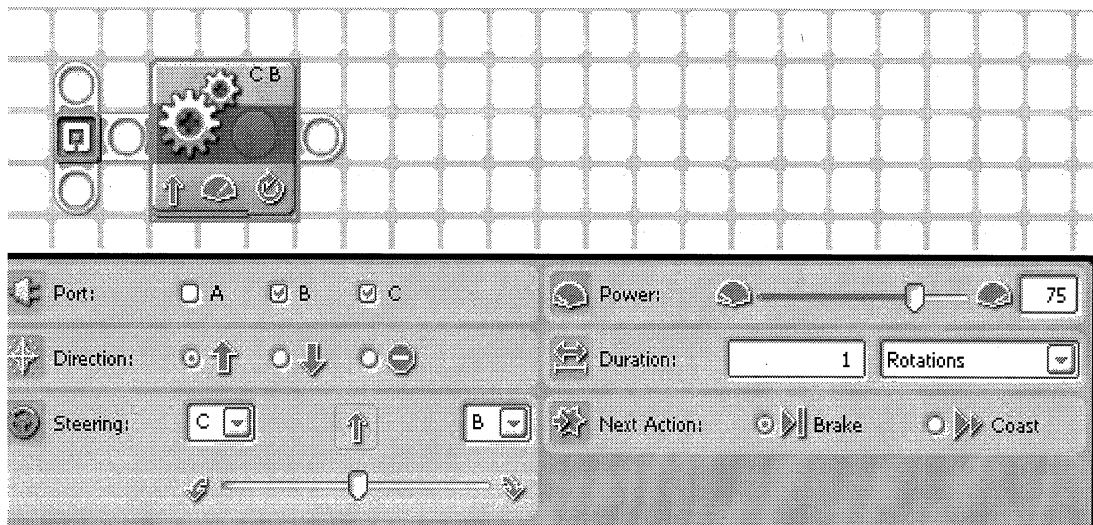 C B
Port: A B C Power: 75
Direction: Duration: 1 Rotations
Steering: C B Next Action: Brake Coast